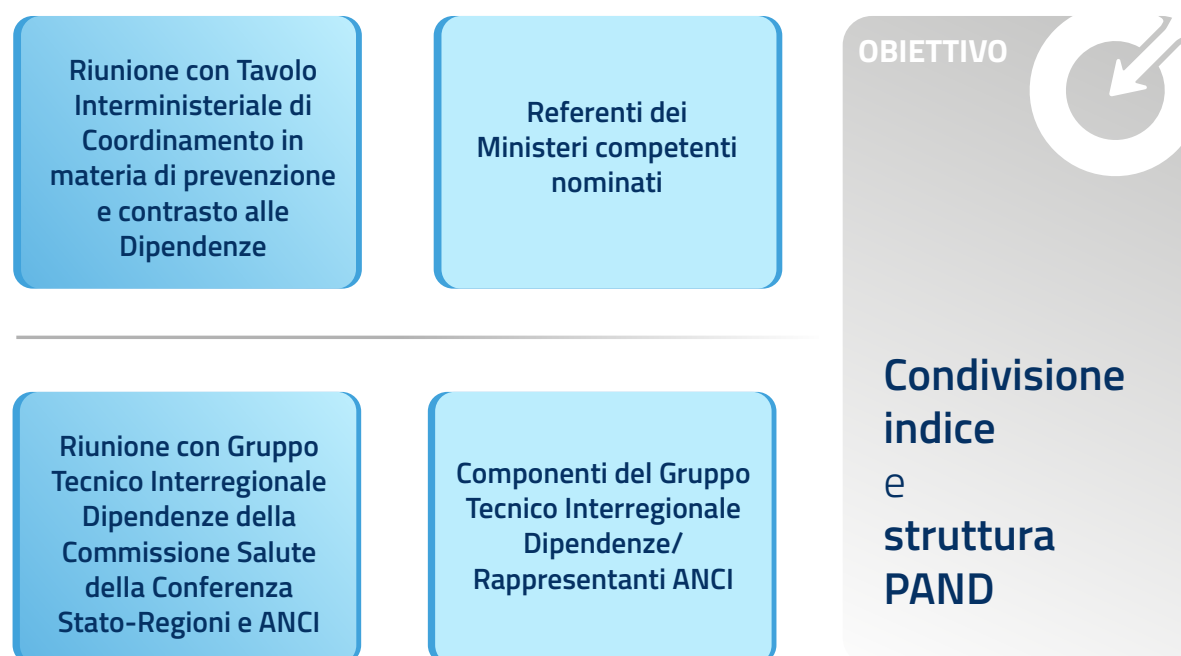 Riunione con Tavolo
Interministeriale di
Coordinamento in
materia di prevenzione
e contrasto alle
Dipendenze
Referenti dei
Ministeri competenti
nominati
Riunione con Gruppo
Tecnico Interregionale
Dipendenze della
Commissione Salute
della Conferenza
Stato-Regioni e ANCI
Componenti del Gruppo
Tecnico Interregionale
Dipendenze/
Rappresentanti ANCI
OBIETTIVO
Condivisione
indice
e
struttura
PAND